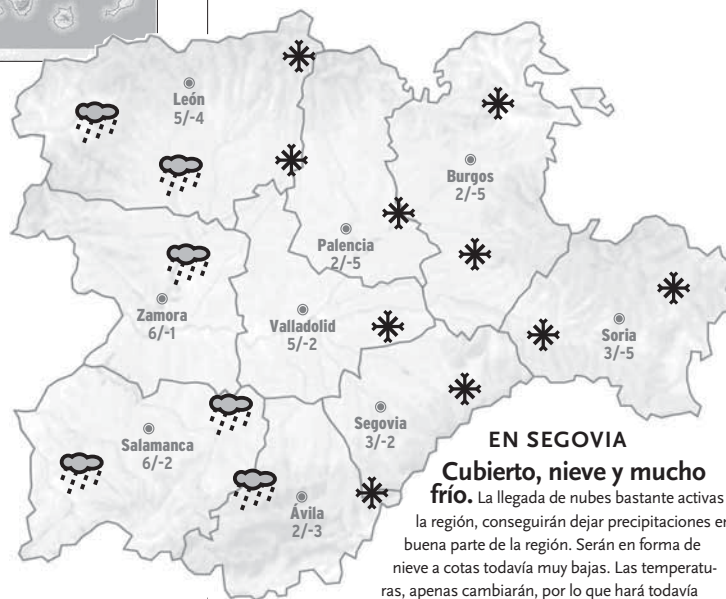 León
5/-4
Burgos
2/-5
Palencia
2/-5
Zamora
6/-1
Valladolid
5/-2
Soria
3/-5
Segovia
3/-2
Salamanca
6/-2
Ávila
2/-3
EN SEGOVIA
Cubierto, nieve y mucho
frío. La llegada de nubes bastante activas
la región, conseguirán dejar precipitaciones en
buena parte de la región. Serán en forma de
nieve a cotas todavía muy bajas. Las temperatu-
ras, apenas cambiarán, por lo que hará todavía